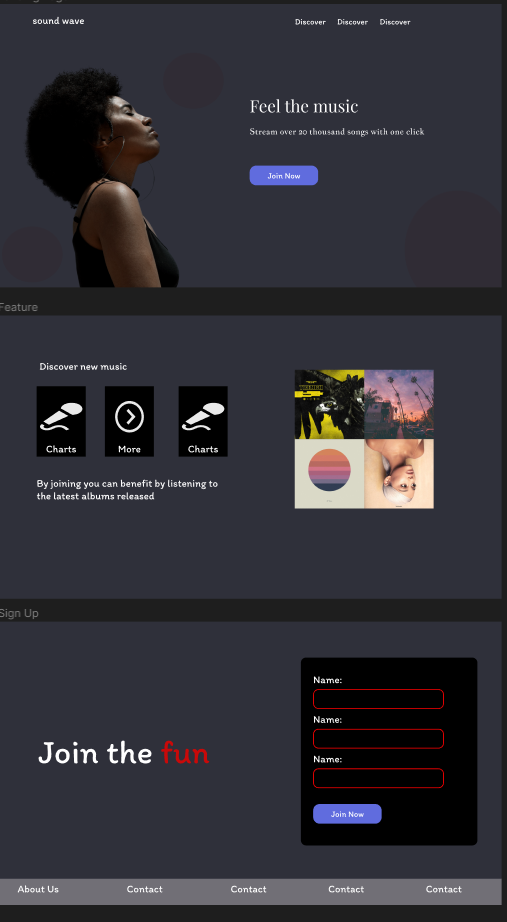 sound wave
Discover Discover Discover
Feel the music
Stream over 20 thousand songs with one click
Join Now
Feature
Discover new music
Charts More Charts
By joining you can benefit by listening to
the latest albums released
Sign Up
Name:
Name:
Name:
Join the fun
Join Now
About Us Contact Contact Contact Contact